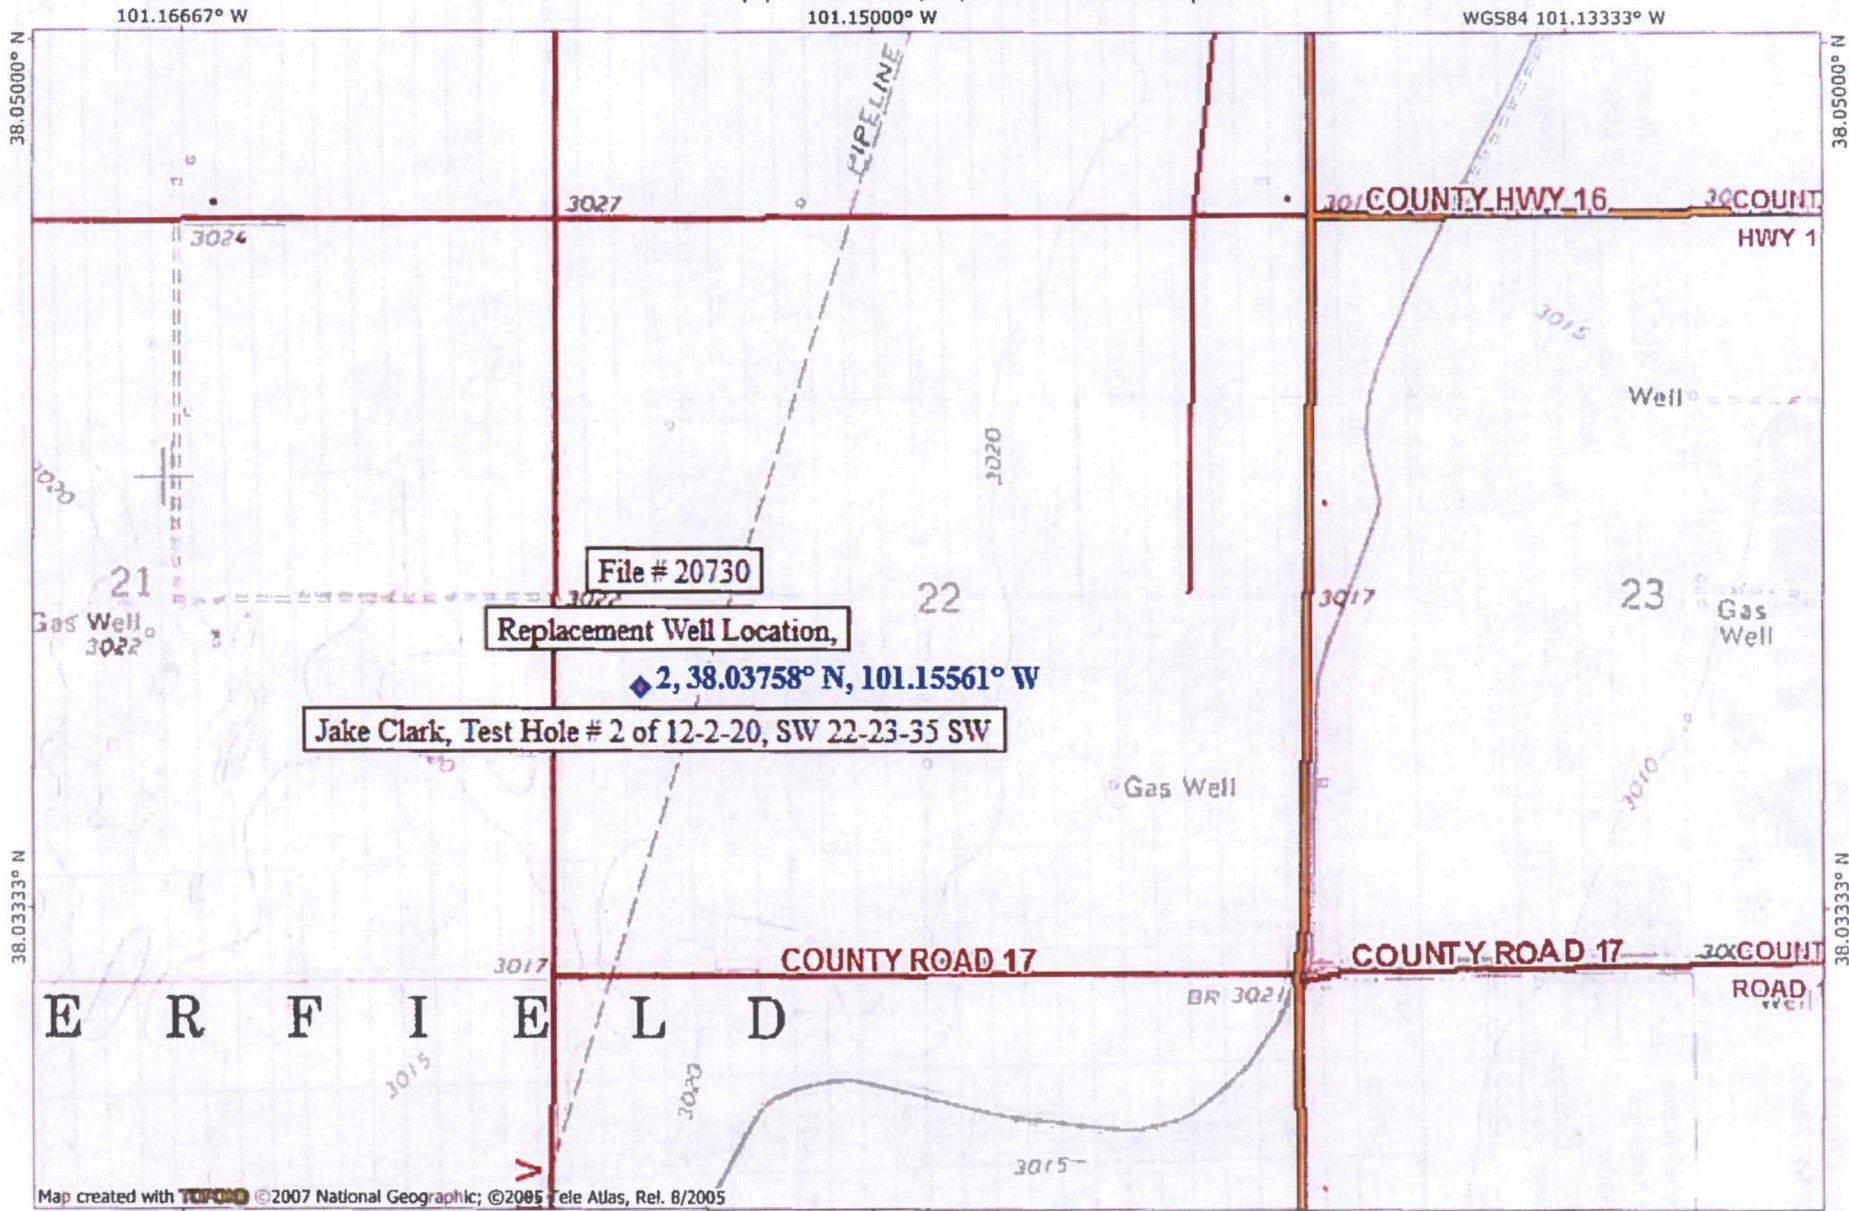 101.16667° W
101.15000° W
WGS84 101.13333° W
38.05000° N
38.05000° N
PIPELINE
3027
COUNTY HWY 16
COUNT
HWY 1
3024
3015
Well
3020
3020
21
File # 20730
3022
22
3017
23
Gas Well
3022
Gas
Well
Replacement Well Location,
2, 38.03758° N, 101.15561° W
Jake Clark, Test Hole # 2 of 12-2-20, SW 22-23-35 SW
Gas Well
3010
38.03333° N
38.03333° N
3017
COUNTY ROAD 17
COUNTY ROAD 17
COUNT
ROAD 1
Well
BR 3021
E R F I E L D
3015
3020
3015
Map created with TOPO!® ©2007 National Geographic; ©2005 Tele Atlas, Rel. 8/2005